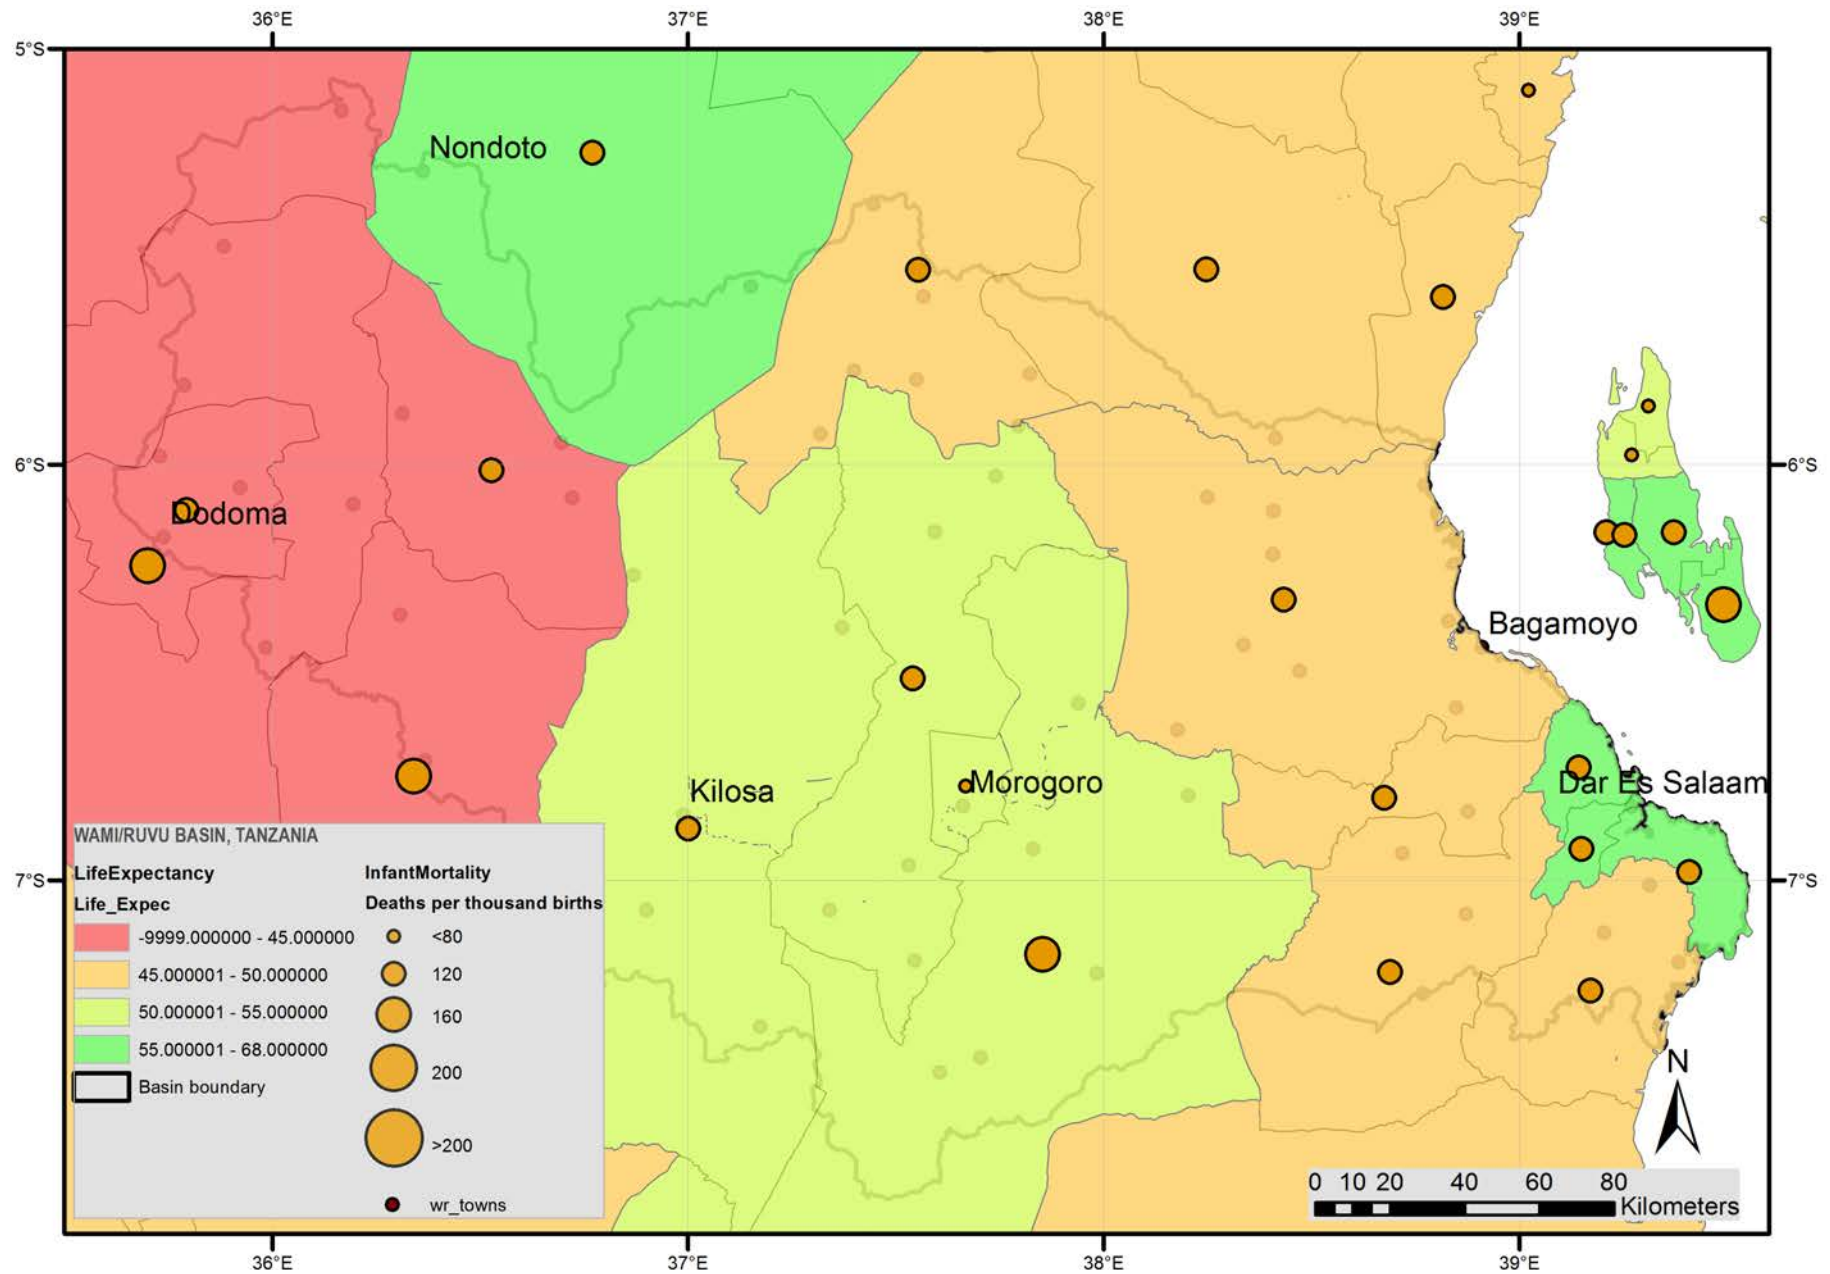 36°E 37°E 38°E 39°E
5°S
Nondoto
6°S 6°S
Dodoma
Bagamoyo
Kilosa
Morogoro
Dar Es Salaam
7°S 7°S
WAMI/RUVU BASIN, TANZANIA
LifeExpectancy
Life_Expec
-9999.000000 - 45.000000
45.000001 - 50.000000
50.000001 - 55.000000
55.000001 - 68.000000
Basin boundary
InfantMortality
Deaths per thousand births
<80
120
160
200
>200
wr_towns
N
0 10 20 40 60 80
Kilometers
36°E 37°E 38°E 39°E